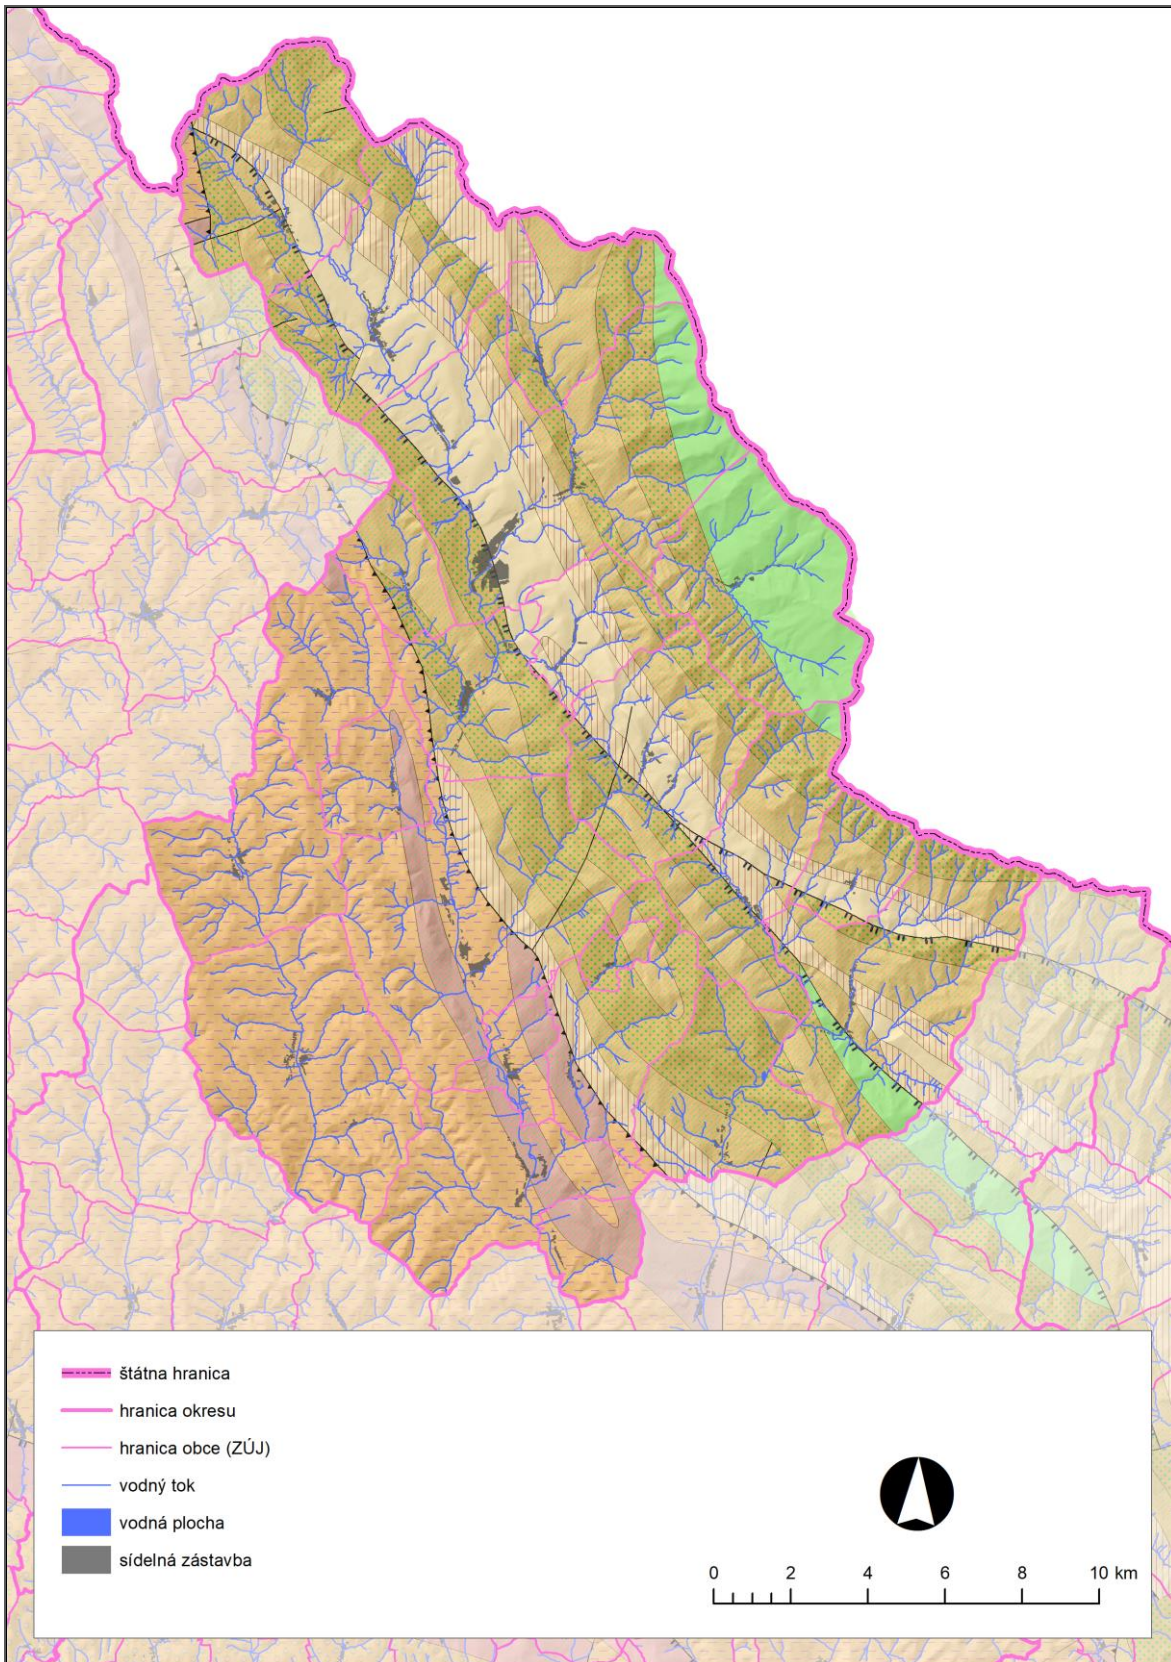 štátna hranica
hranica okresu
hranica obce (ZÚJ)
vodný tok
vodná plocha
sídelná zástavba
0 2 4 6 8 10 km